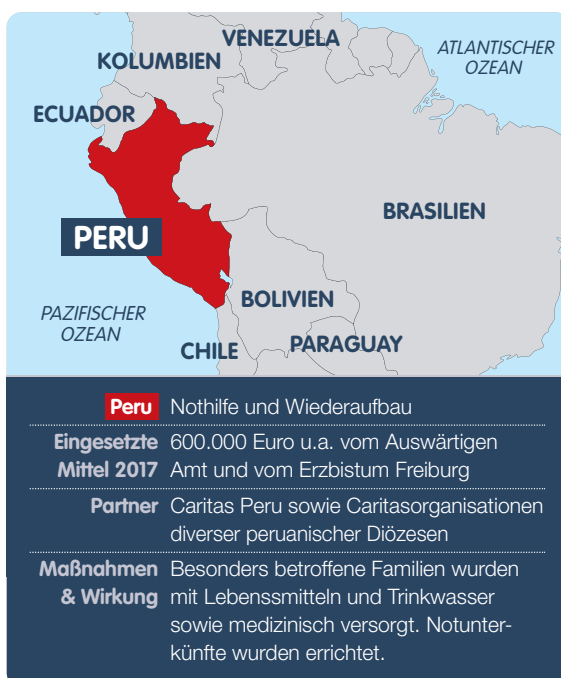 VENEZUELA
ATLANTISCHER
OZEAN
KOLUMBIEN
ECUADOR
BRASILIEN
PERU
BOLIVIEN
PAZIFISCHER
OZEAN
CHILE
PARAGUAY
Peru Nothilfe und Wiederaufbau
Eingesetzte 600.000 Euro u.a. vom Auswärtigen
Mittel 2017 Amt und vom Erzbistum Freiburg
Partner Caritas Peru sowie Caritasorganisationen
diverser peruanischer Diözesen
Maßnahmen Besonders betroffene Familien wurden
& Wirkung mit Lebenssmitteln und Trinkwasser
sowie medizinisch versorgt. Notunter-
künfte wurden errichtet.